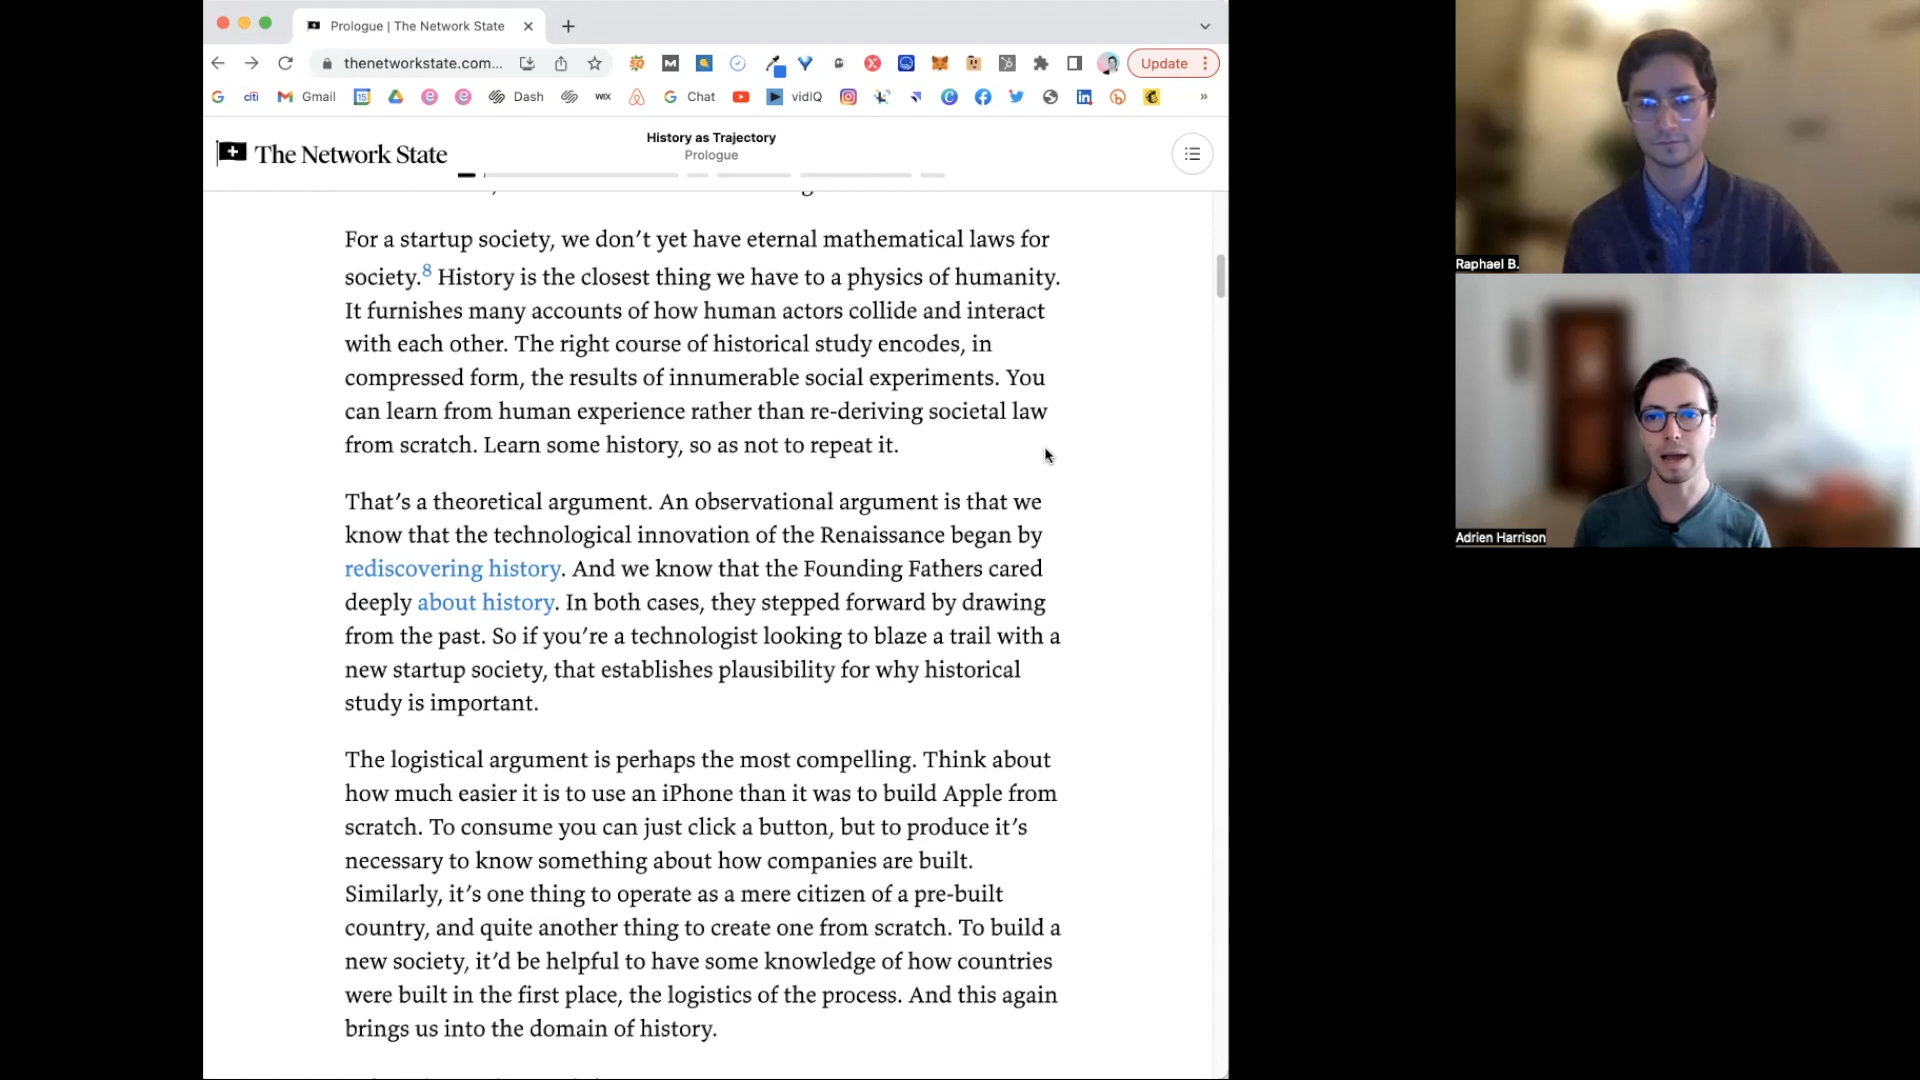 Prologue | The Network State
thenetworkstate.com...
Update
Gmail
Dash
WIX
Chat
vidIQ
»
The Network State
History as Trajectory
Prologue
For a startup society, we don’t yet have eternal mathematical laws for
society.8 History is the closest thing we have to a physics of humanity.
It furnishes many accounts of how human actors collide and interact
with each other. The right course of historical study encodes, in
compressed form, the results of innumerable social experiments. You
can learn from human experience rather than re-deriving societal law
from scratch. Learn some history, so as not to repeat it.
That’s a theoretical argument. An observational argument is that we
know that the technological innovation of the Renaissance began by
rediscovering history. And we know that the Founding Fathers cared
deeply about history. In both cases, they stepped forward by drawing
from the past. So if you’re a technologist looking to blaze a trail with a
new startup society, that establishes plausibility for why historical
study is important.
The logistical argument is perhaps the most compelling. Think about
how much easier it is to use an iPhone than it was to build Apple from
scratch. To consume you can just click a button, but to produce it’s
necessary to know something about how companies are built.
Similarly, it’s one thing to operate as a mere citizen of a pre-built
country, and quite another thing to create one from scratch. To build a
new society, it’d be helpful to have some knowledge of how countries
were built in the first place, the logistics of the process. And this again
brings us into the domain of history.
Raphael B.
Adrien Harrison